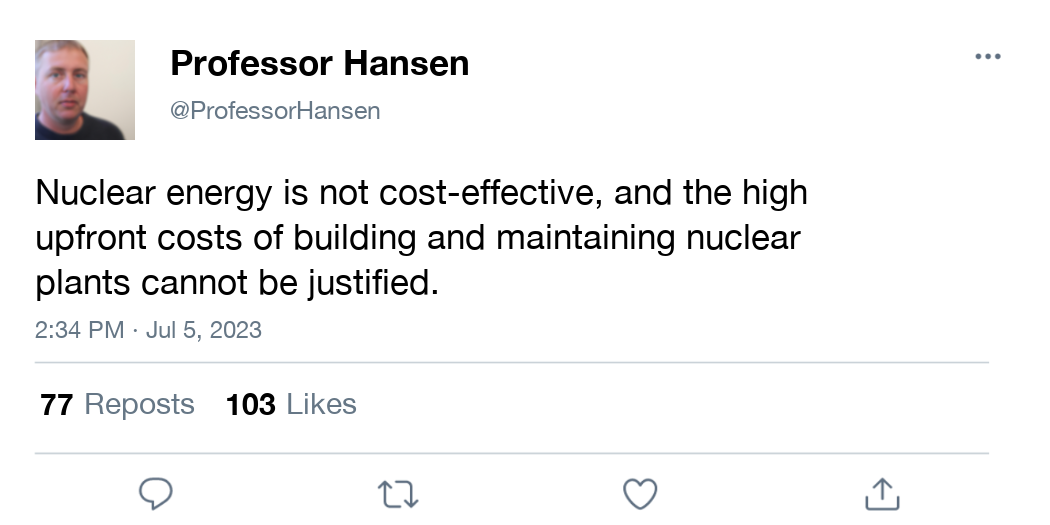 Professor Hansen
@ProfessorHansen
Nuclear energy is not cost-effective, and the high
upfront costs of building and maintaining nuclear
plants cannot be justified.
2:34 PM · Jul 5, 2023
77 Reposts 103 Likes